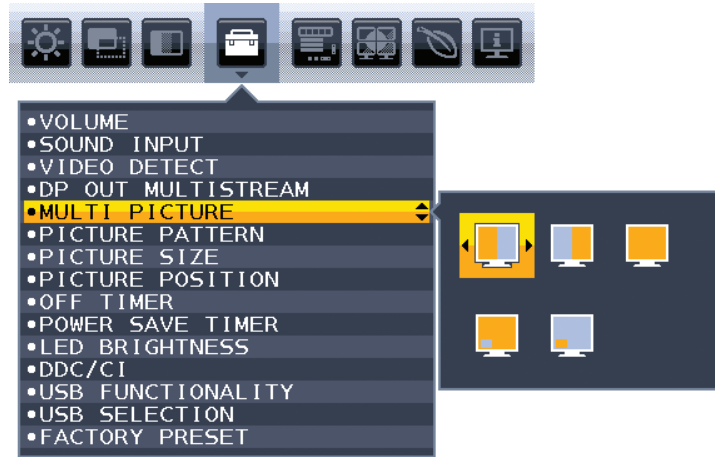 •VOLUME
•SOUND INPUT
•VIDEO DETECT
•DP OUT MULTISTREAM
•MULTI PICTURE
•PICTURE PATTERN
•PICTURE SIZE
•PICTURE POSITION
•OFF TIMER
•POWER SAVE TIMER
•LED BRIGHTNESS
•DDC/CI
•USB FUNCTIONALITY
•USB SELECTION
•FACTORY PRESET